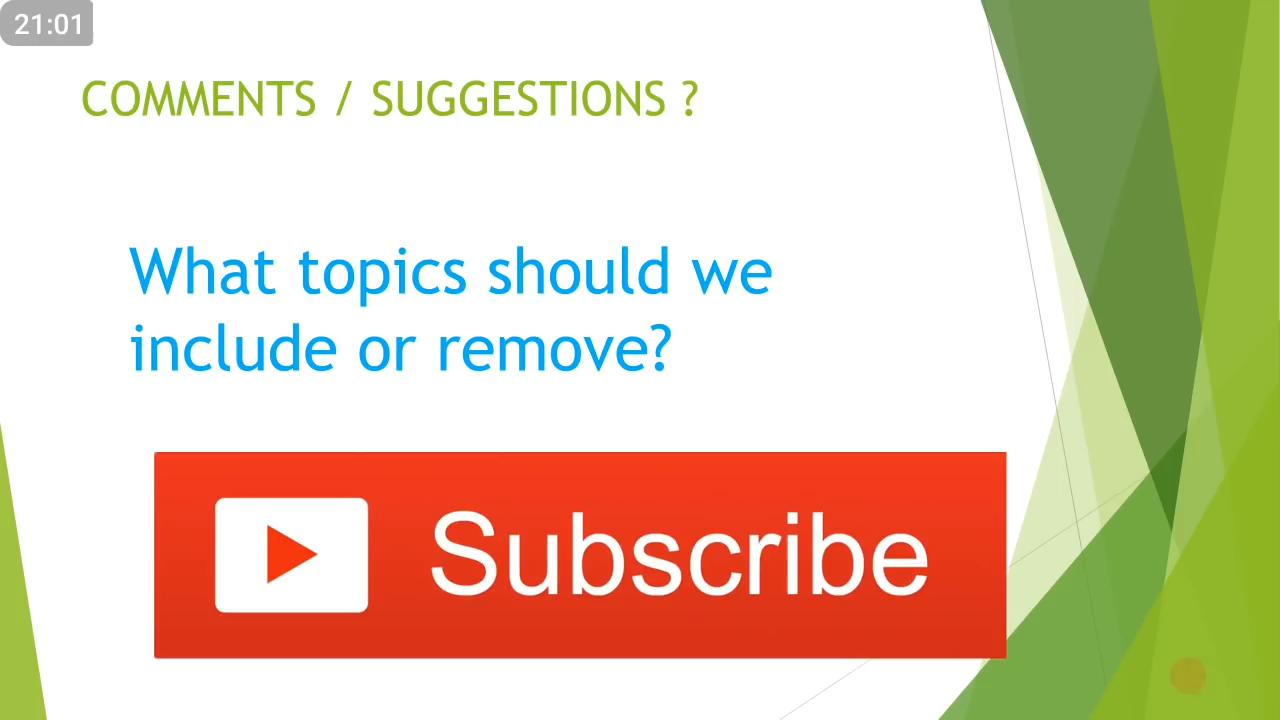 21:01
COMMENTS / SUGGESTIONS ?
What topics should we
include or remove?
Subscribe